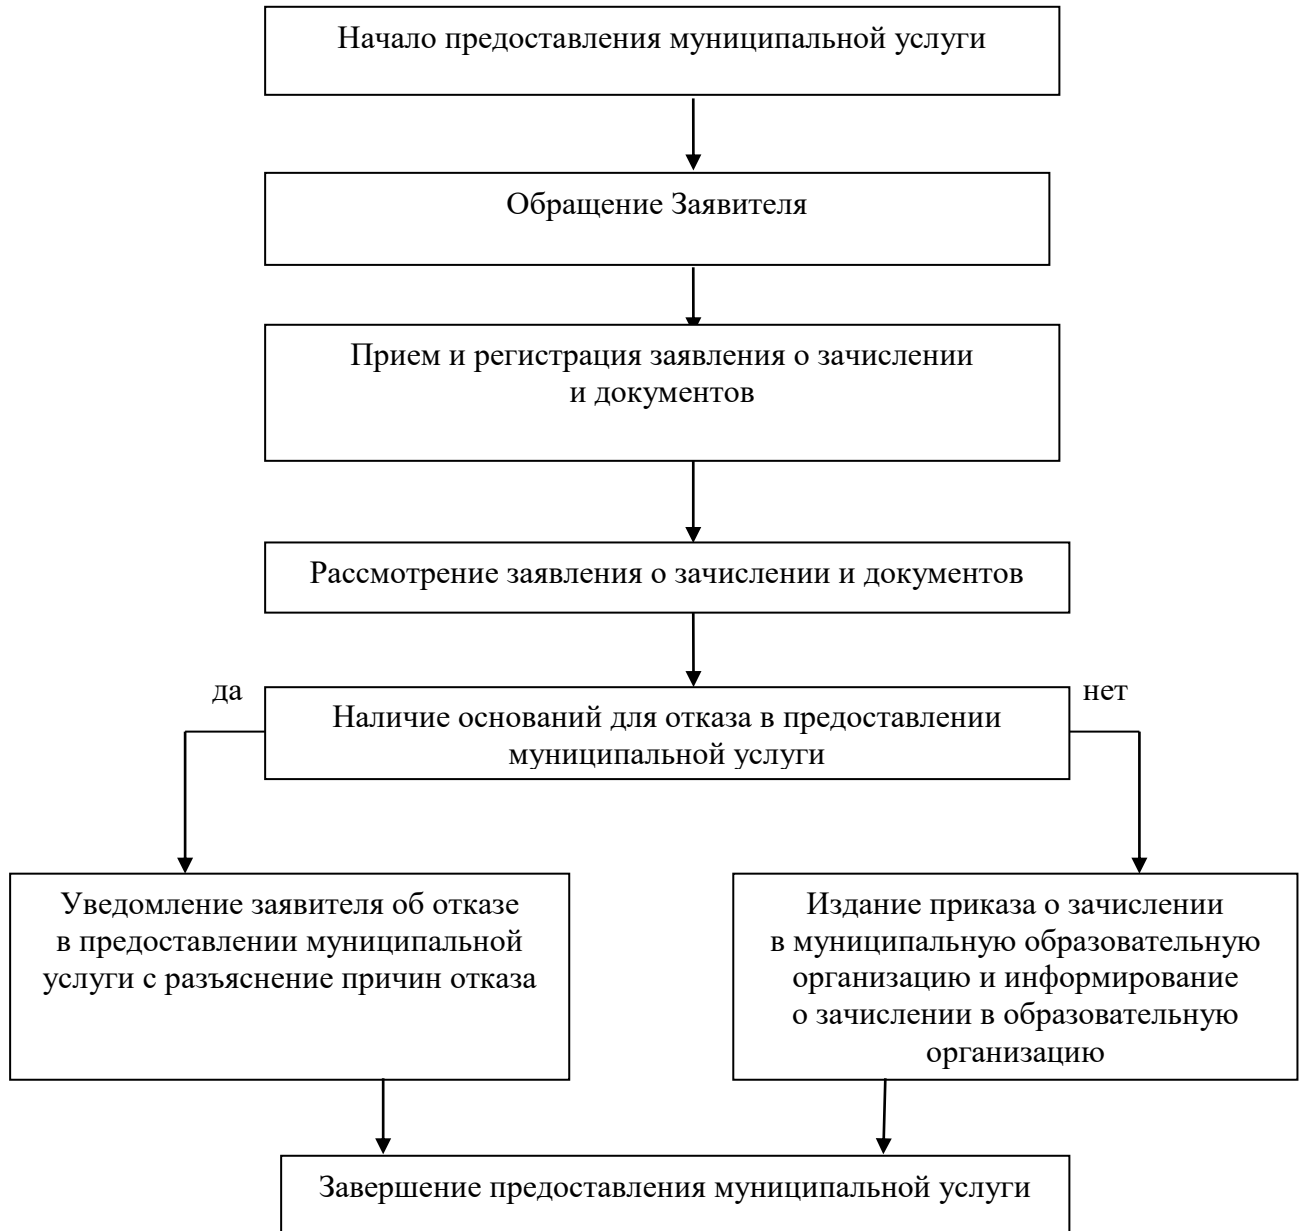 Начало предоставления муниципальной услуги
Обращение Заявителя
Прием и регистрация заявления о зачислении
и документов
Рассмотрение заявления о зачислении и документов
да
нет
Наличие оснований для отказа в предоставлении
муниципальной услуги
Уведомление заявителя об отказе
в предоставлении муниципальной
услуги с разъяснение причин отказа
Издание приказа о зачислении
в муниципальную образовательную
организацию и информирование
о зачислении в образовательную
организацию
Завершение предоставления муниципальной услуги